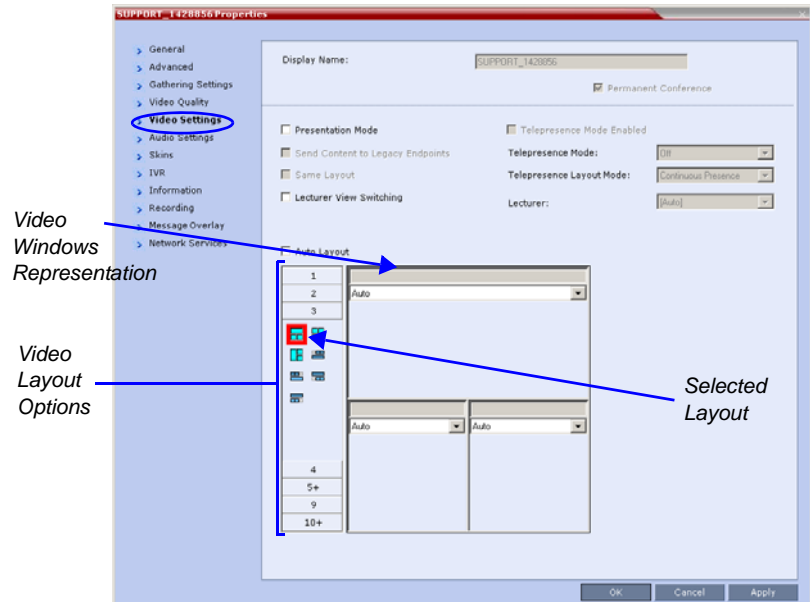 SUPPORT_1428856 Properties
General
Advanced
Gathering Settings
Video Quality
Video Settings
Audio Settings
Skins
IVR
Information
Recording
Message Overlay
Network Services
Display Name:
SUPPORT_1428856
Permanent Conference
Presentation Mode
Telepresence Mode Enabled
Send Content to Legacy Endpoints
Telepresence Mode:
Off
Same Layout
Telepresence Layout Mode:
Continuous Presence
Lecturer View Switching
Lecturer:
[Auto]
Auto Layout
1
2
3
Auto
Auto
Auto
4
5+
9
10+
OK
Cancel
Apply
Video
Windows
Representation
Video
Layout
Options
Selected
Layout